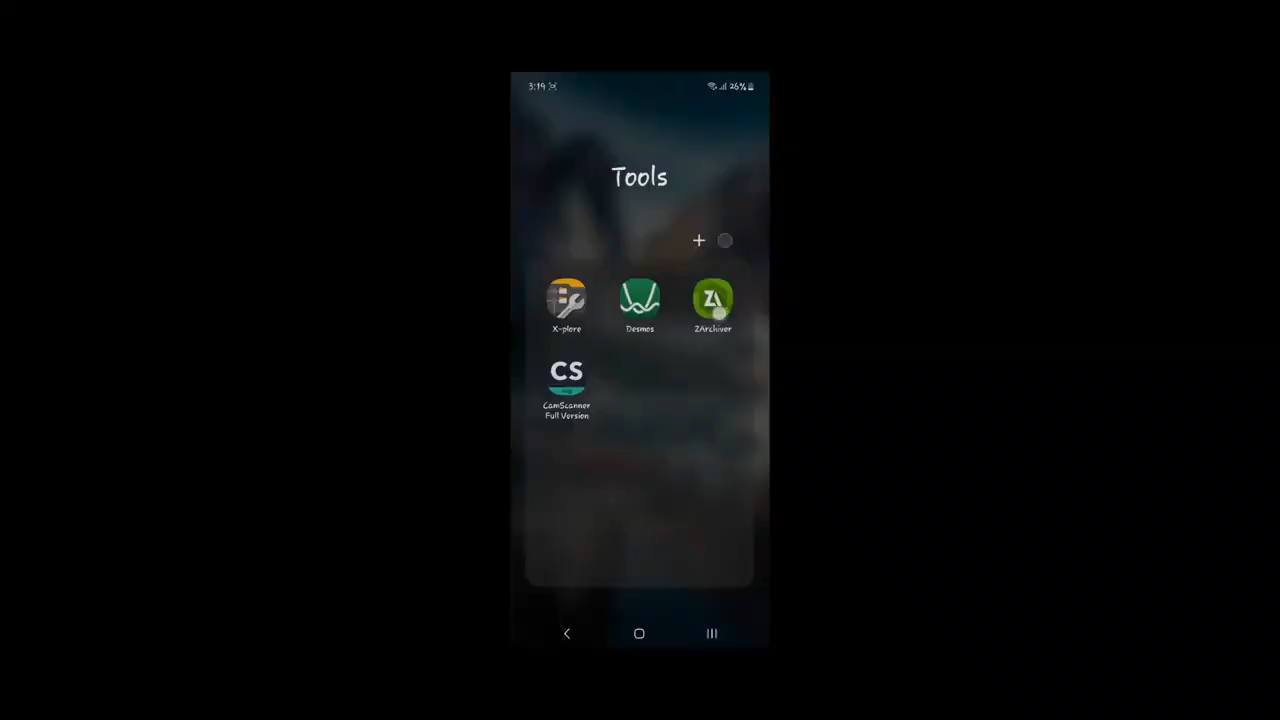 3:19
26%
Tools
X-plore
Desmos
ZArchiver
CS
CamScanner
Full Version